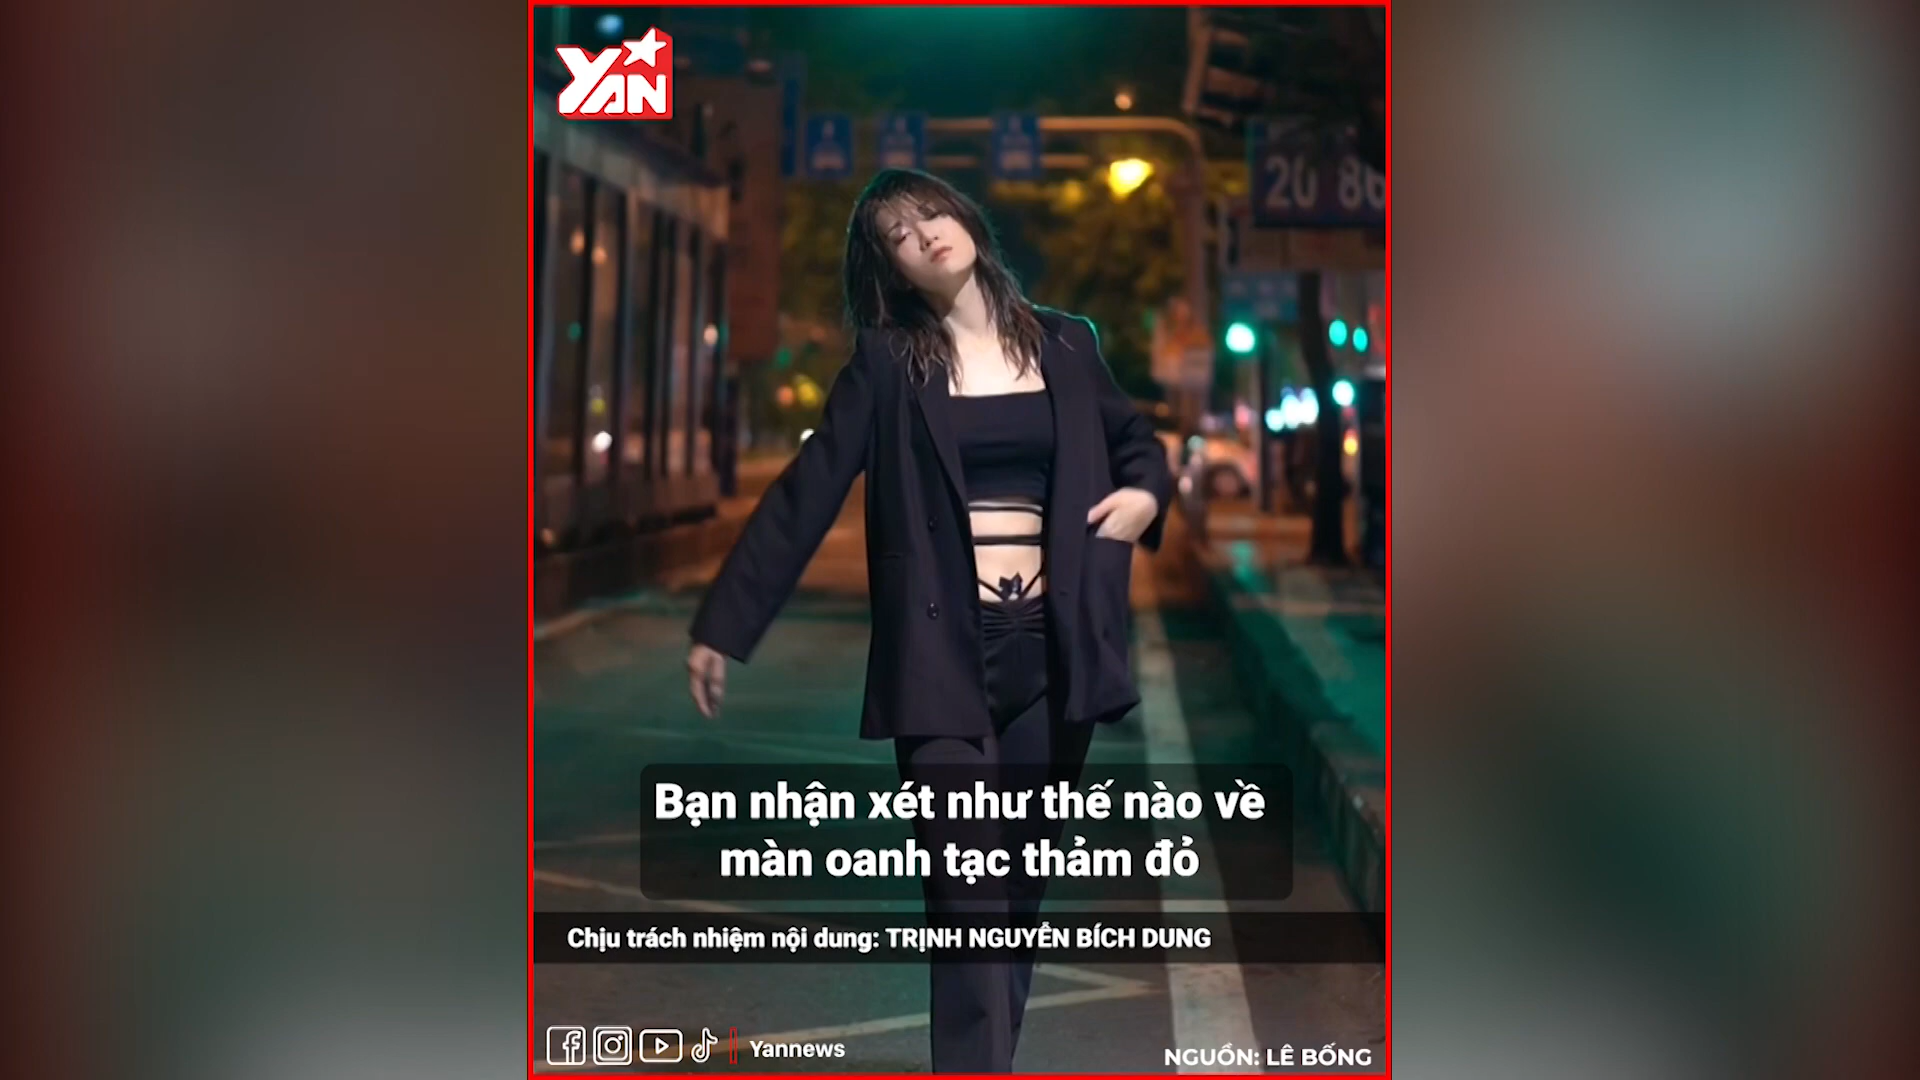 YAN
20 86
Bạn nhận xét như thế nào về
màn oanh tạc thảm đỏ
Chịu trách nhiệm nội dung: TRỊNH NGUYỄN BÍCH DUNG
Yannews
NGUỒN: LÊ BỐNG